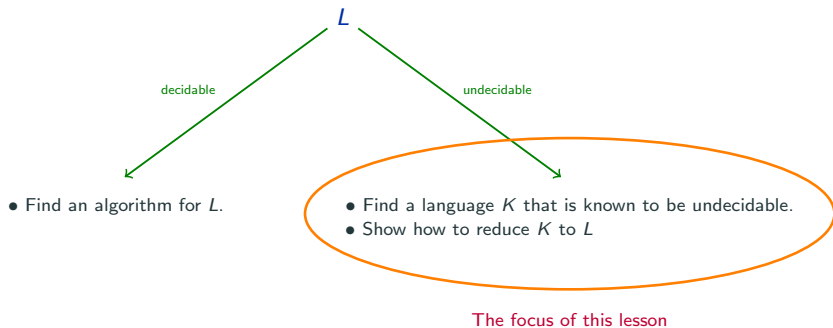 L
decidable
undecidable
• Find an algorithm for L.
• Find a language K that is known to be undecidable.
• Show how to reduce K to L
The focus of this lesson